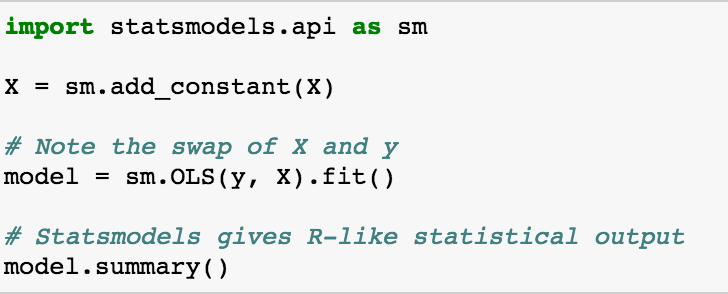 import statsmodels.api as sm
X = sm.add_constant(X)
# Note the swap of X and y
model = sm.OLS(y, X).fit()
# Statsmodels gives R-like statistical output
model.summary()